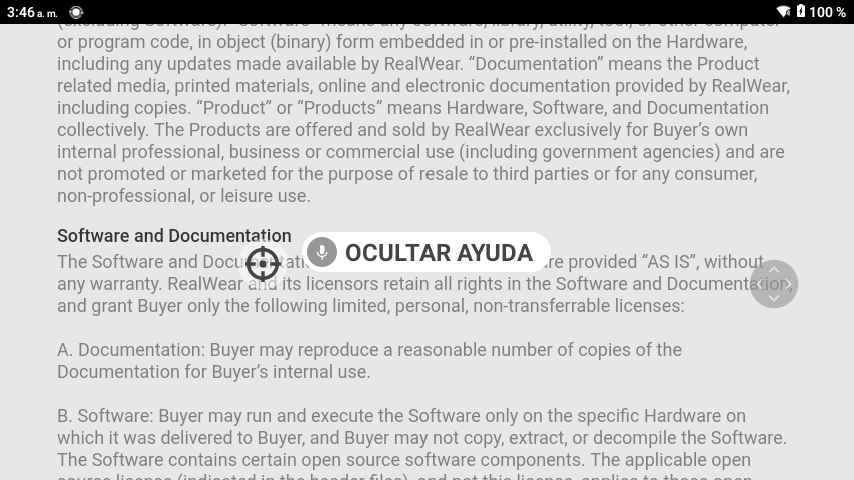 3:46 a. m. 100 %
or program code, in object (binary) form embedded in or pre-installed on the Hardware,
including any updates made available by RealWear. “Documentation” means the Product
related media, printed materials, online and electronic documentation provided by RealWear,
including copies. “Product” or “Products” means Hardware, Software, and Documentation
collectively. The Products are offered and sold by RealWear exclusively for Buyer’s own
internal professional, business or commercial use (including government agencies) and are
not promoted or marketed for the purpose of resale to third parties or for any consumer,
non-professional, or leisure use.
Software and Documentation
OCULTAR AYUDA
The Software and Documentation are provided “AS IS”, without
any warranty. RealWear and its licensors retain all rights in the Software and Documentation,
and grant Buyer only the following limited, personal, non-transferrable licenses:
A. Documentation: Buyer may reproduce a reasonable number of copies of the
Documentation for Buyer’s internal use.
B. Software: Buyer may run and execute the Software only on the specific Hardware on
which it was delivered to Buyer, and Buyer may not copy, extract, or decompile the Software.
The Software contains certain open source software components. The applicable open